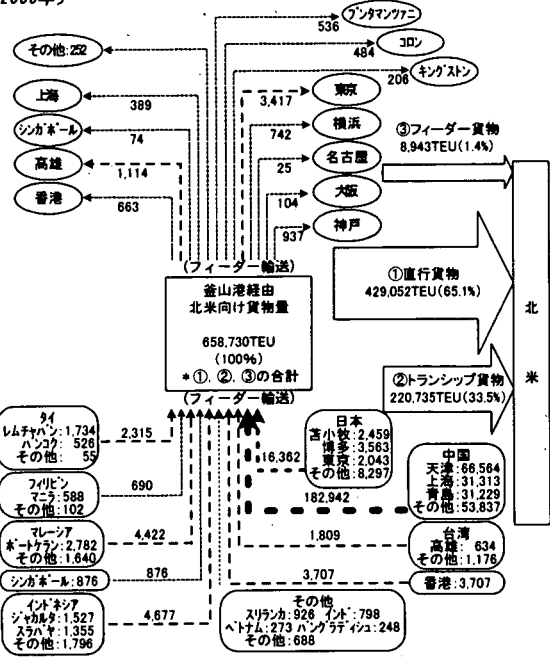 その他:252
ブンタマンツァニ
536
コロン
484
キングストン
206
上海
389
東京
3,417
シンガポール
74
横浜
742
高雄
1,114
名古屋
25
香港
663
大阪
104
神戸
937
③フィーダー貨物
8,943TEU(1.4%)
(フィーダー輸送)
①直行貨物
429,052TEU(65.1%)
釜山港経由
北米向け貨物量
658,730TEU
(100%)
*①,②,③の合計
(フィーダー輸送)
②トランシップ貨物
220,735TEU(33.5%)
北
米
タイ
レムチャバン:1,734
バンコク: 526
その他: 55
2,315
フィリピン
マニラ:588
その他:102
690
マレーシア
ポートケラン:2,782
その他:1,640
4,422
シンガポール:876
876
インドネシア
ジャカルタ:1,527
スラバヤ:1,355
その他:1,796
4,677
日本
苫小牧:2,459
博多:3,563
東京:2,043
その他:8,297
16,362
中国
天津:66,564
上海:31,313
青島:31,229
その他:53,837
182,942
台湾
高雄: 634
その他:1,176
1,809
香港:3,707
3,707
その他
スリランカ:926 インド:798
ベトナム:273 バングラディシュ:248
その他:688